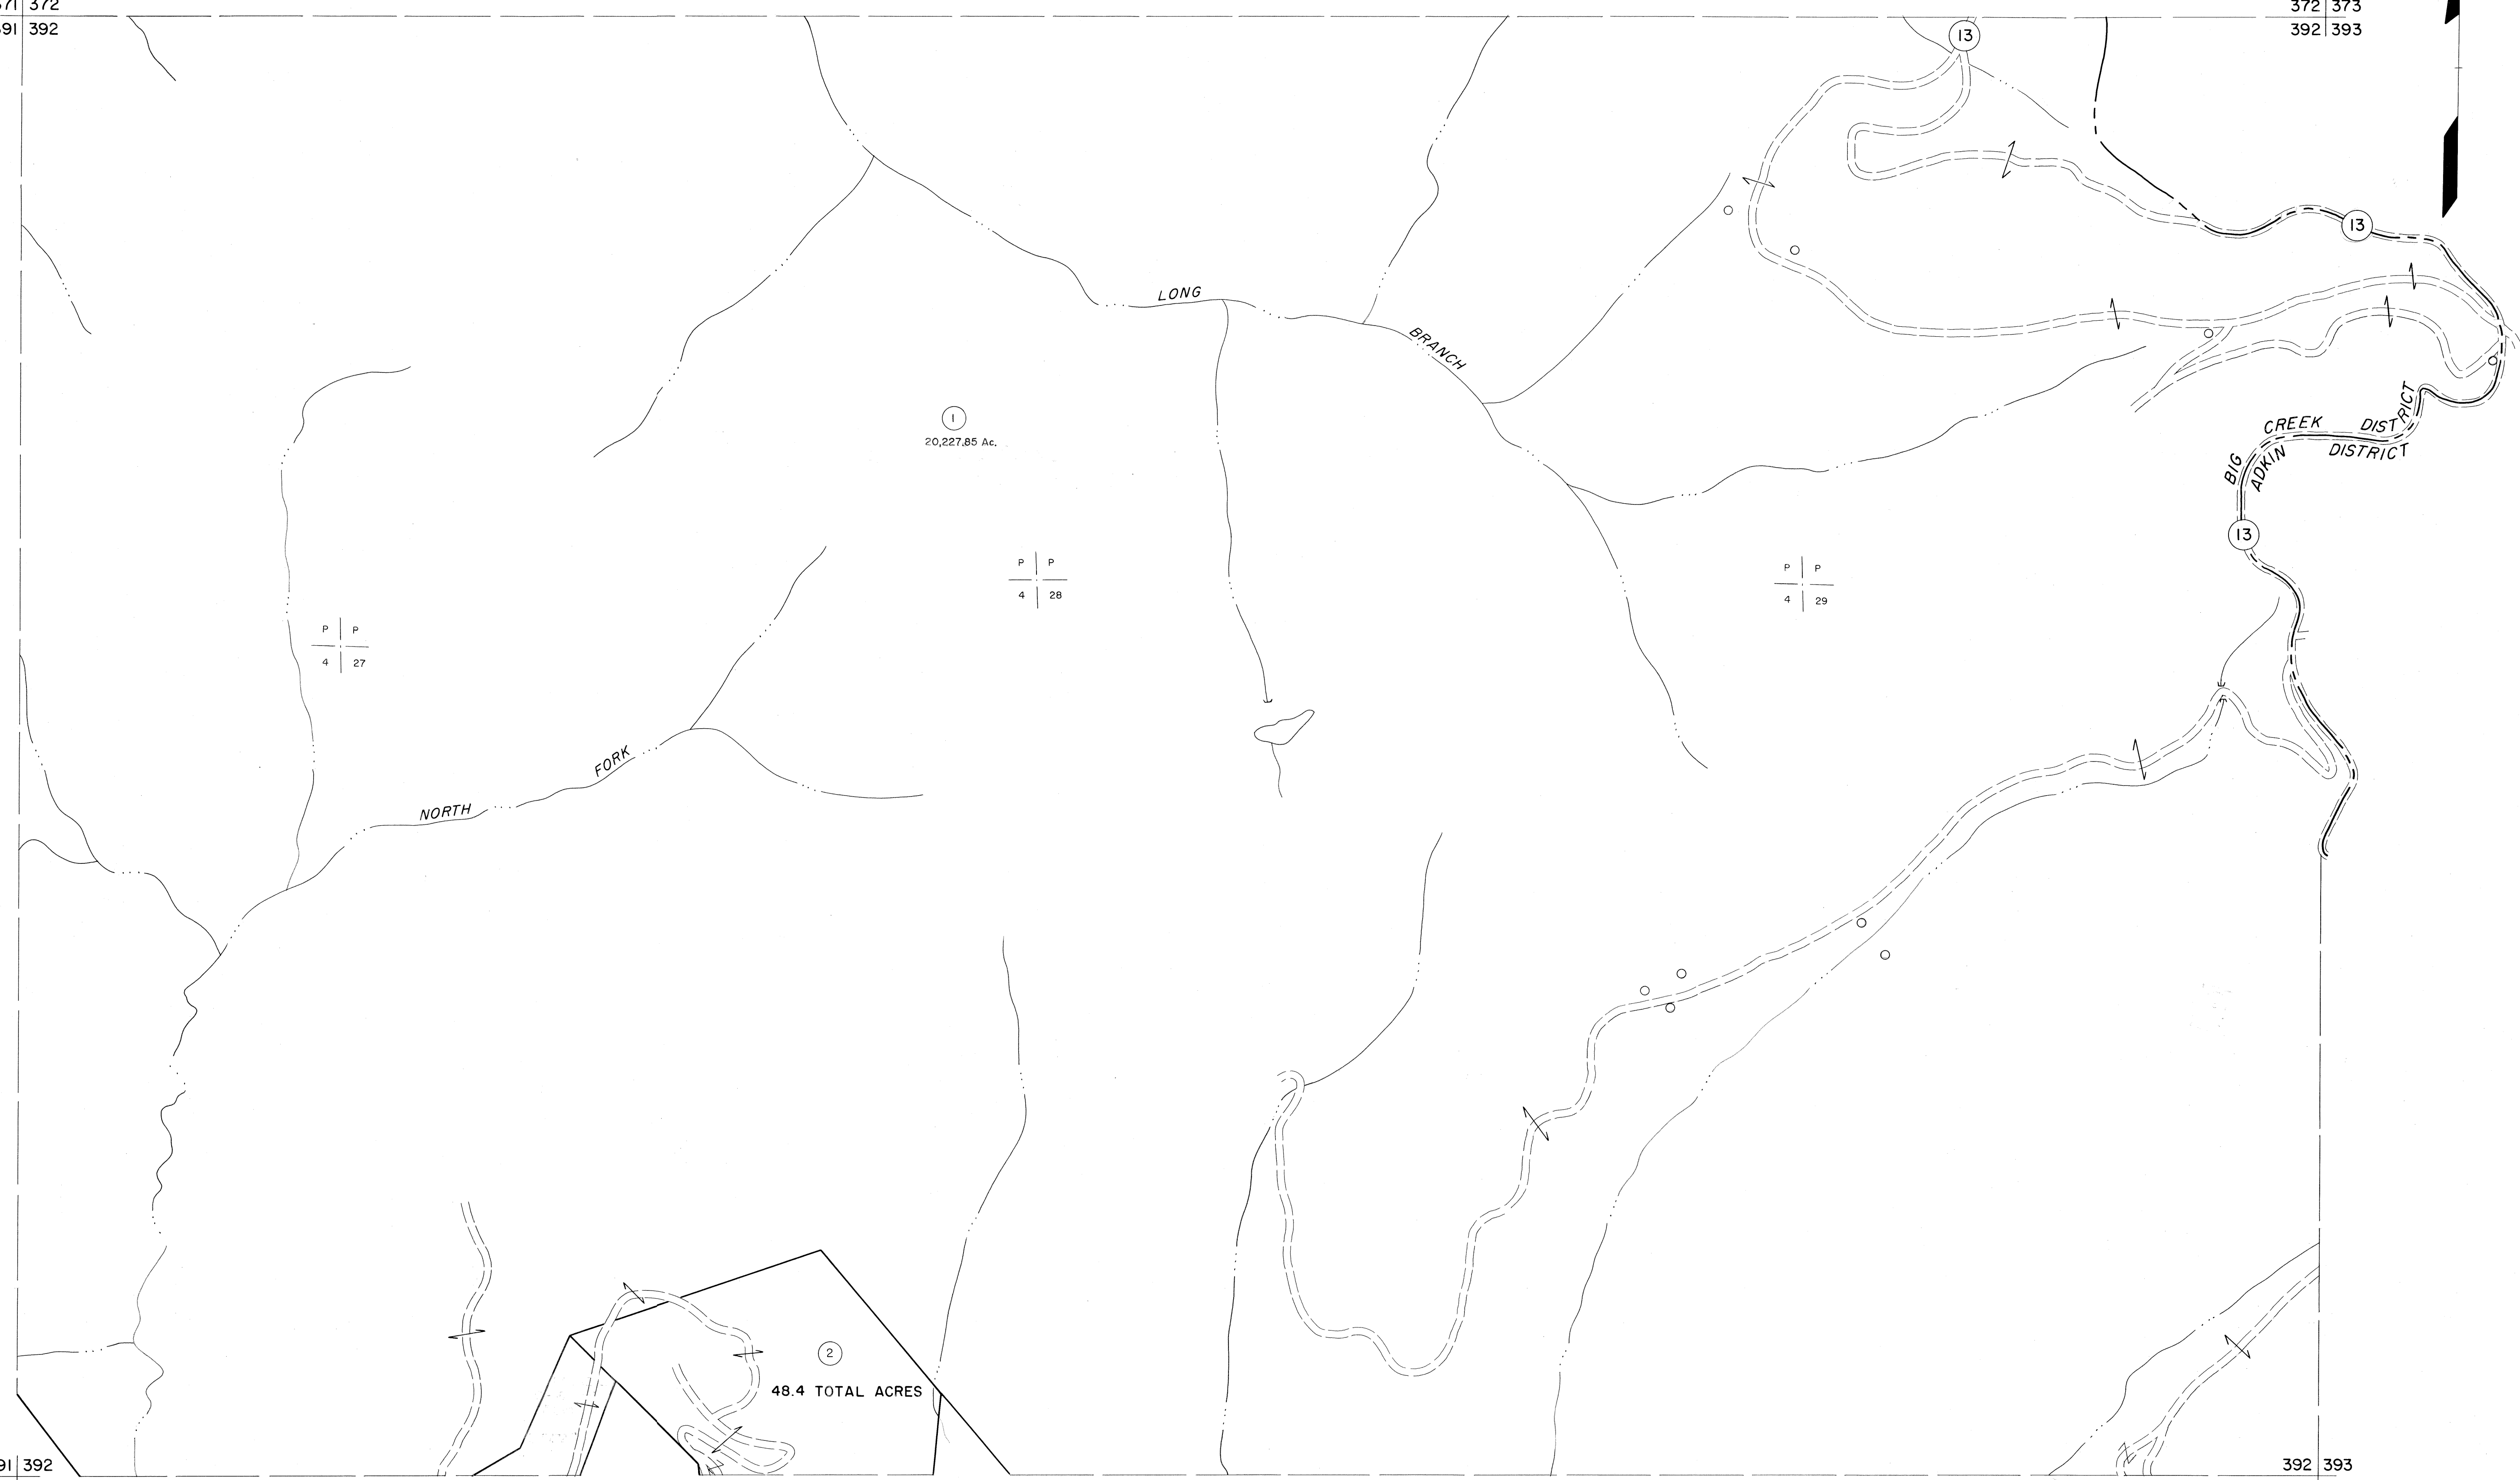 371 372
391 392
372 373
392 393
13
13
LONG
BRANCH
1
20,227.85 Ac.
CREEK DISTRICT
BIG
ADKIN DISTRICT
13
P P
4 28
P P
4 29
P P
4 27
FORK
NORTH
2
48.4 TOTAL ACRES
91 392
392 393